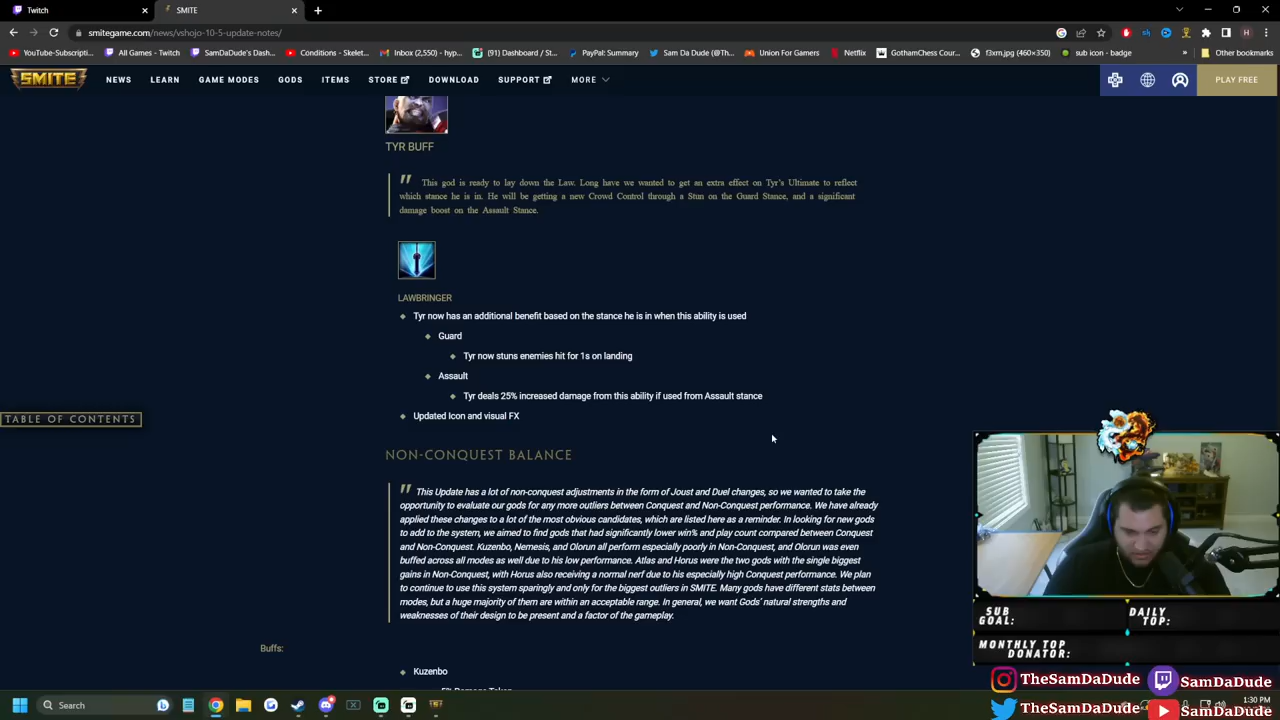 Twitch
SMITE
smitegame.com/news/vshojo-10-5-update-notes/
YouTube-Subscripti...
All Games - Twitch
SamDaDude's Dash...
Conditions - Skelet...
Inbox (2,550) - hyp...
(91) Dashboard / St...
PayPal: Summary
Sam Da Dude (@Th...
Union For Gamers
Netflix
GothamChess Cour...
f3xm.jpg (460×350)
sub icon - badge
Other bookmarks
SMITE
NEWS
LEARN
GAME MODES
GODS
ITEMS
STORE
DOWNLOAD
SUPPORT
MORE
PLAY FREE
TYR BUFF
" This god is ready to lay down the Law. Long have we wanted to get an extra effect on Tyr's Ultimate to reflect
which stance he is in. He will be getting a new Crowd Control through a Stun on the Guard Stance, and a significant
damage boost on the Assault Stance.
LAWBRINGER
Tyr now has an additional benefit based on the stance he is in when this ability is used
Guard
Tyr now stuns enemies hit for 1s on landing
Assault
Tyr deals 25% increased damage from this ability if used from Assault stance
Updated Icon and visual FX
TABLE OF CONTENTS
NON-CONQUEST BALANCE
" This Update has a lot of non-conquest adjustments in the form of Joust and Duel changes, so we wanted to take the
opportunity to evaluate our gods for any more outliers between Conquest and Non-Conquest performance. We have already
applied these changes to a lot of the most obvious candidates, which are listed here as a reminder. In looking for new gods
to add to the system, we aimed to find gods that had significantly lower win% and play count compared between Conquest
and Non-Conquest. Kuzenbo, Nemesis, and Olorun all perform especially poorly in Non-Conquest, and Olorun was even
buffed across all modes as well due to his low performance. Atlas and Horus were the two gods with the single biggest
gains in Non-Conquest, with Horus also receiving a normal nerf due to his especially high Conquest performance. We plan
to continue to use this system sparingly and only for the biggest outliers in SMITE. Many gods have different stats between
modes, but a huge majority of them are within an acceptable range. In general, we want Gods' natural strengths and
weaknesses of their design to be present and a factor of the gameplay.
Buffs:
Kuzenbo
SUB
GOAL:
DAILY
TOP:
MONTHLY TOP
DONATOR:
TheSamDaDude
SamDaDude
TheSamDaDude
SamDaDude
Search
1:30 PM